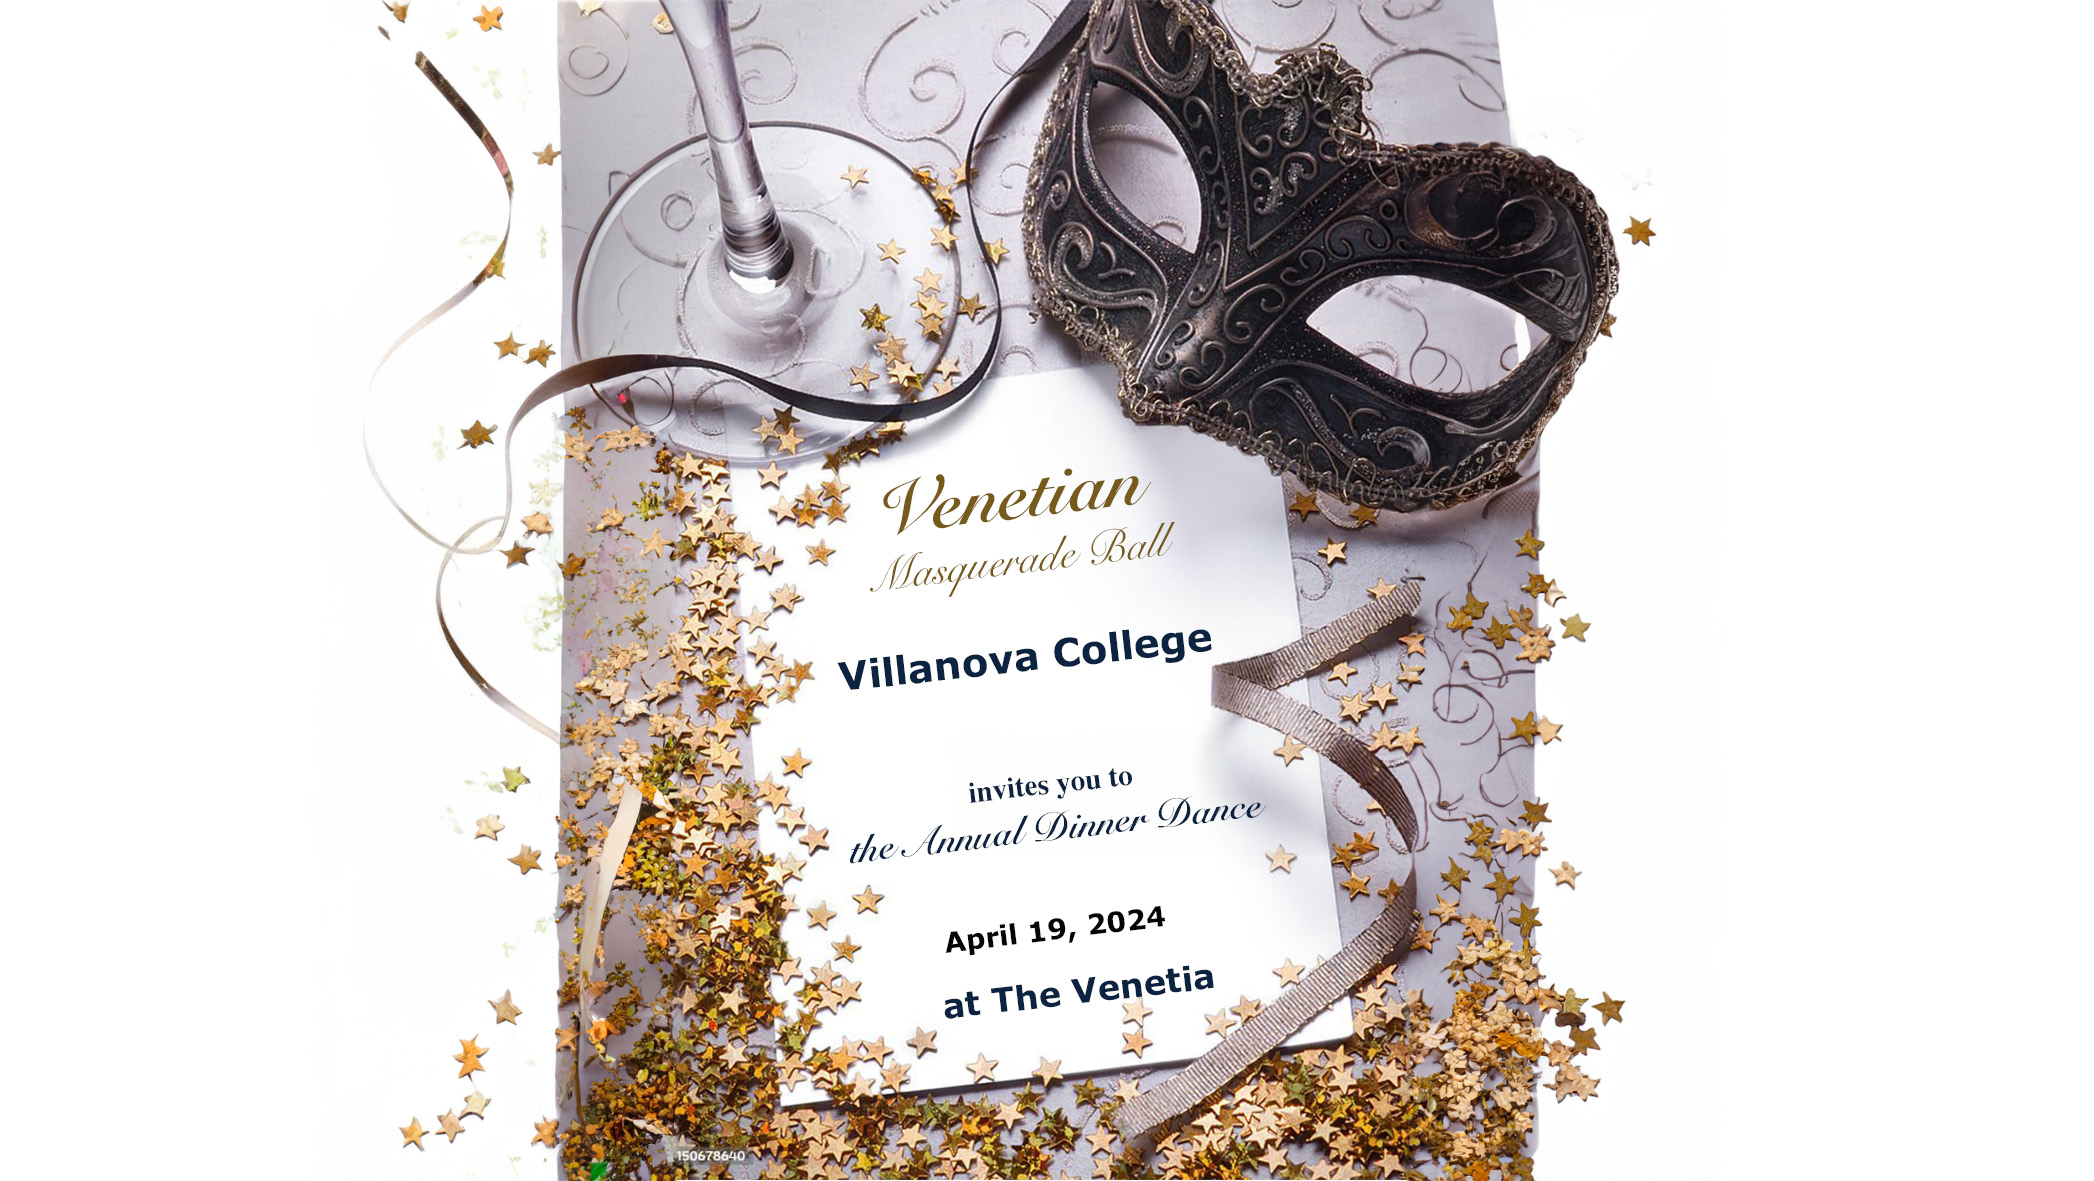 Venetian
Masquerade Ball
Villanova College
invites you to
the Annual Dinner Dance
April 19, 2024
at The Venetia
150678640